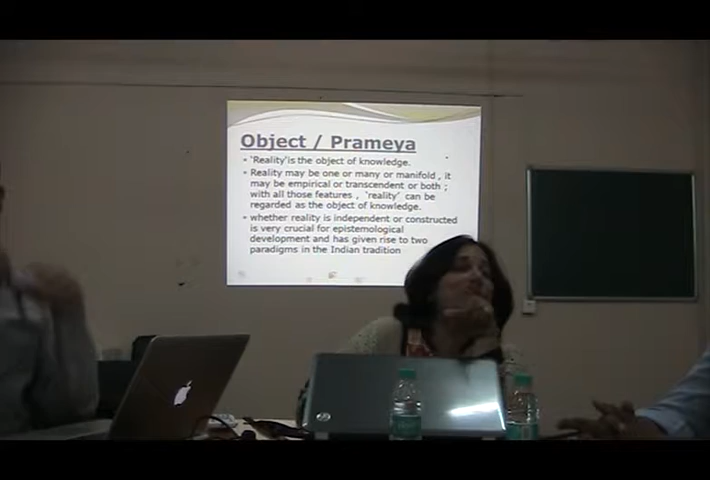 Object / Prameya
• 'Reality'is the object of knowledge.
• Reality may be one or many or manifold , it
may be empirical or transcendent or both ;
with all those features , 'reality' can be
regarded as the object of knowledge.
• whether reality is independent or constructed
is very crucial for epistemological
development and has given rise to two
paradigms in the Indian tradition
hp